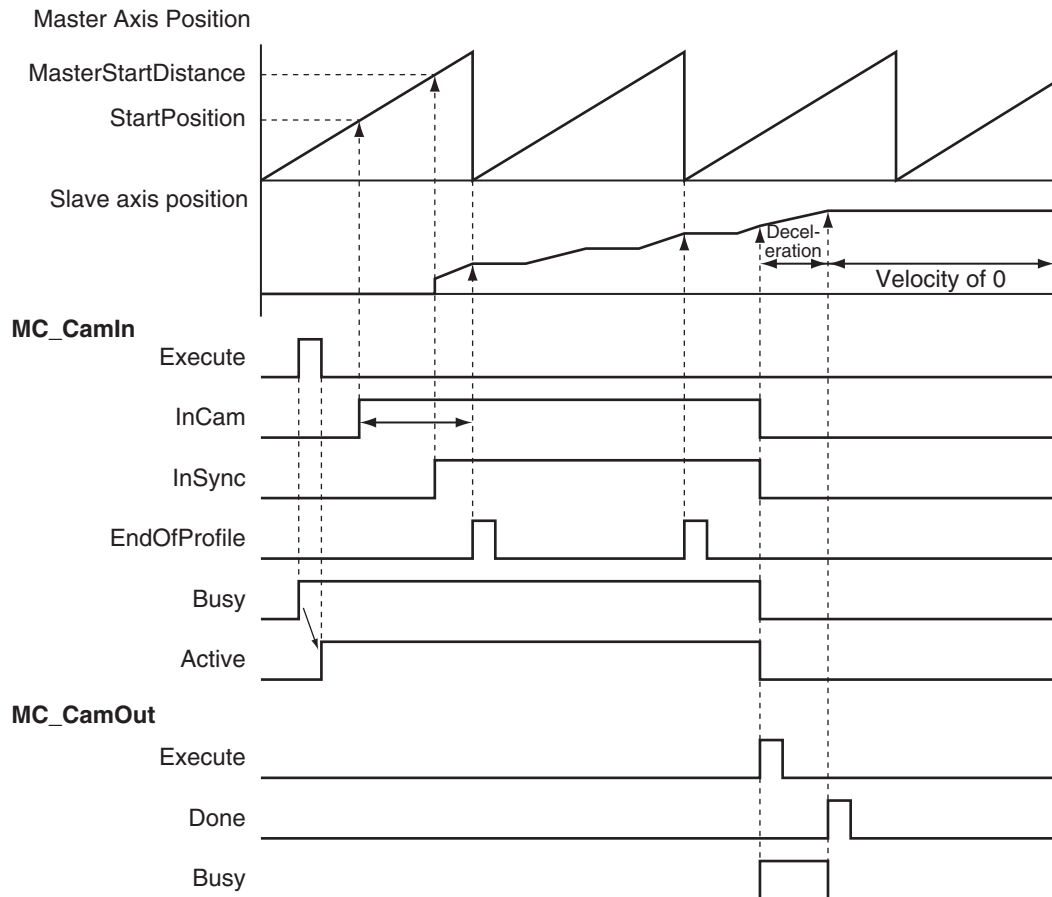 Master Axis Position
MasterStartDistance
StartPosition
Slave axis position
Decel-
eration
Velocity of 0
MC_CamIn
Execute
InCam
InSync
EndOfProfile
Busy
Active
MC_CamOut
Execute
Done
Busy